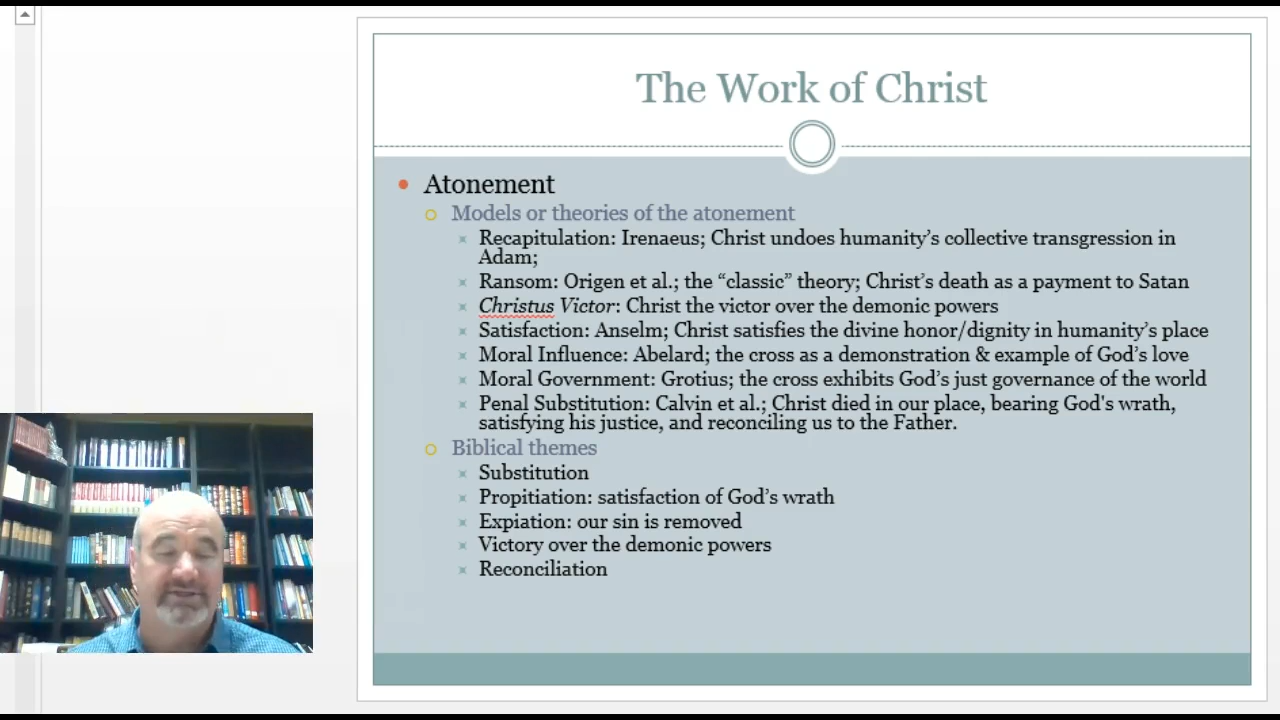 The Work of Christ
Atonement
Models or theories of the atonement
Recapitulation: Irenaeus; Christ undoes humanity’s collective transgression in
Adam;
Ransom: Origen et al.; the “classic” theory; Christ’s death as a payment to Satan
Christus Victor: Christ the victor over the demonic powers
Satisfaction: Anselm; Christ satisfies the divine honor/dignity in humanity’s place
Moral Influence: Abelard; the cross as a demonstration & example of God’s love
Moral Government: Grotius; the cross exhibits God’s just governance of the world
Penal Substitution: Calvin et al.; Christ died in our place, bearing God's wrath,
satisfying his justice, and reconciling us to the Father.
Biblical themes
Substitution
Propitiation: satisfaction of God’s wrath
Expiation: our sin is removed
Victory over the demonic powers
Reconciliation